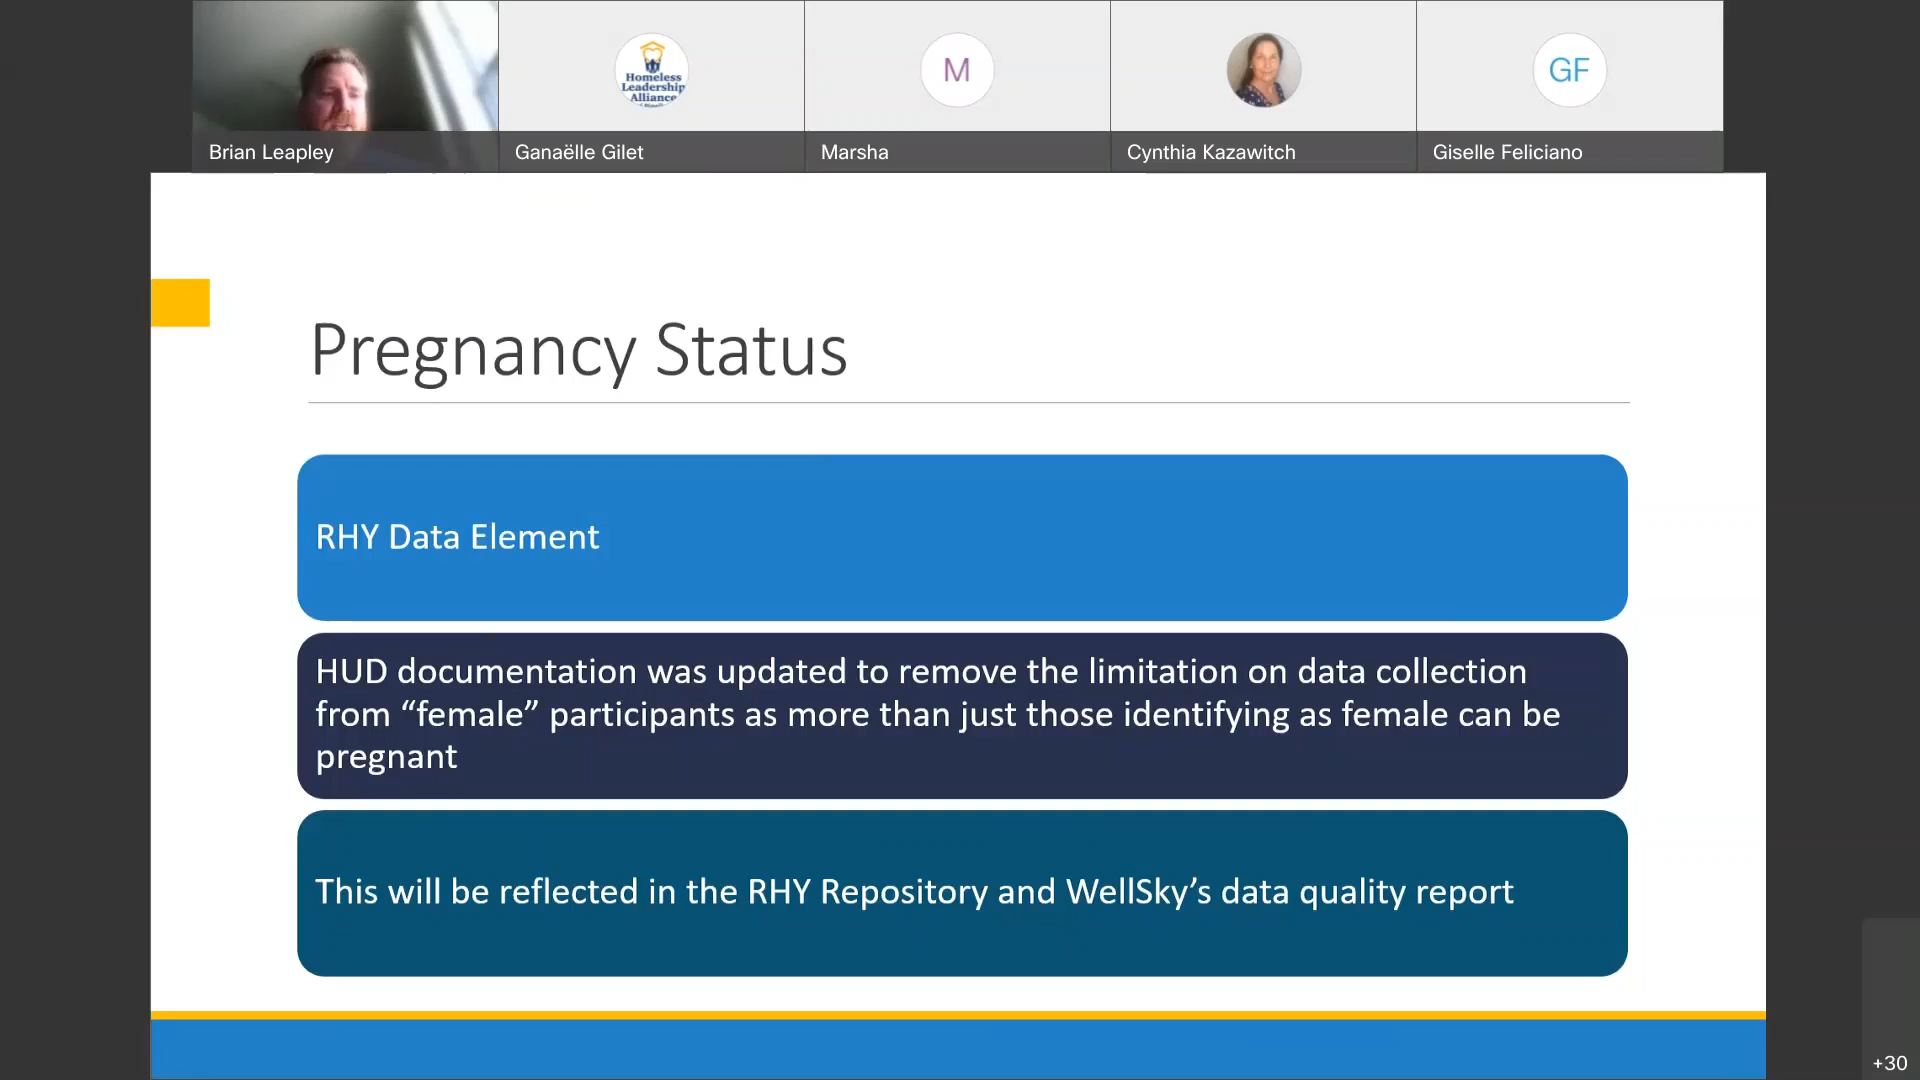 Homeless
Leadership
Alliance
M
GF
Brian Leapley
Ganaëlle Gilet
Marsha
Cynthia Kazawitch
Giselle Feliciano
Pregnancy Status
RHY Data Element
HUD documentation was updated to remove the limitation on data collection
from “female” participants as more than just those identifying as female can be
pregnant
This will be reflected in the RHY Repository and WellSky’s data quality report
+30